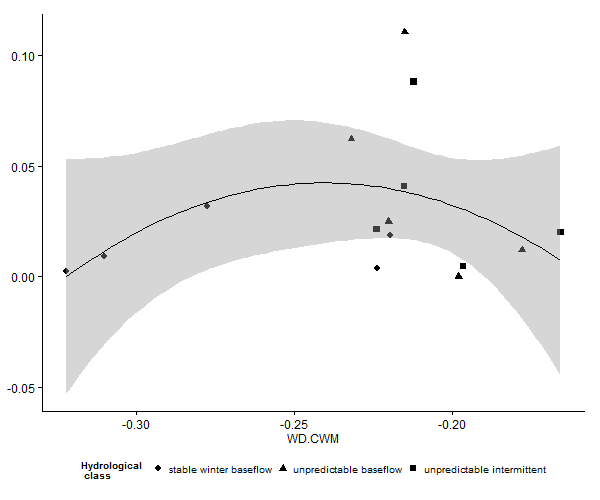 0.10
0.05
0.00
-0.05
-0.30 -0.25 -0.20
WD.CWM
Hydrological
class
stable winter baseflow unpredictable baseflow unpredictable intermittent